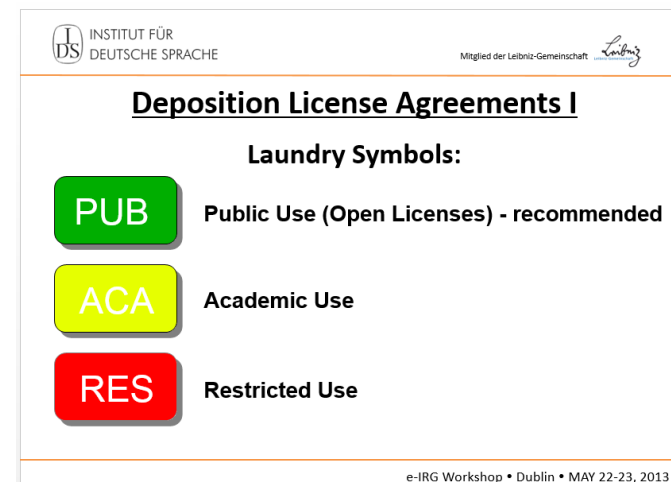 INSTITUT FÜR
DEUTSCHE SPRACHE
IDS
Mitglied der Leibniz-Gemeinschaft
Leibniz
Deposition License Agreements I
Laundry Symbols:
PUB
Public Use (Open Licenses) - recommended
ACA
Academic Use
RES
Restricted Use
e-IRG Workshop • Dublin • MAY 22-23, 2013